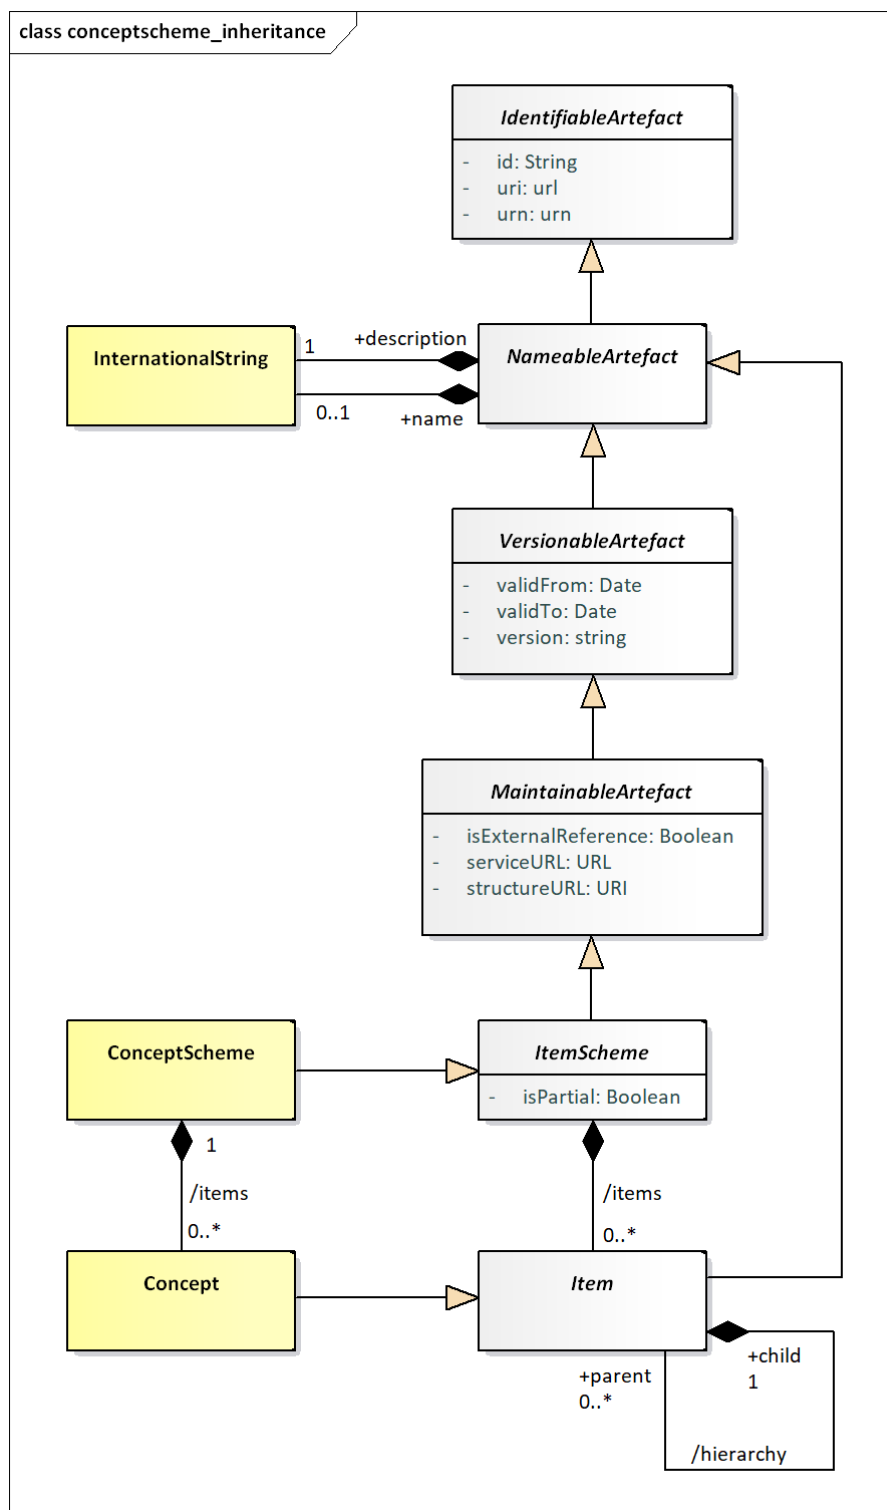 class conceptscheme_inheritance
IdentifiableArtefact
- id: String
- uri: url
- urn: urn
InternationalString
1
+description
0..1
+name
NameableArtefact
VersionableArtefact
- validFrom: Date
- validTo: Date
- version: string
MaintainableArtefact
- isExternalReference: Boolean
- serviceURL: URL
- structureURL: URI
ConceptScheme
ItemScheme
- isPartial: Boolean
1
/items
0..*
/items
0..*
Concept
Item
+parent
0..*
+child
1
/hierarchy